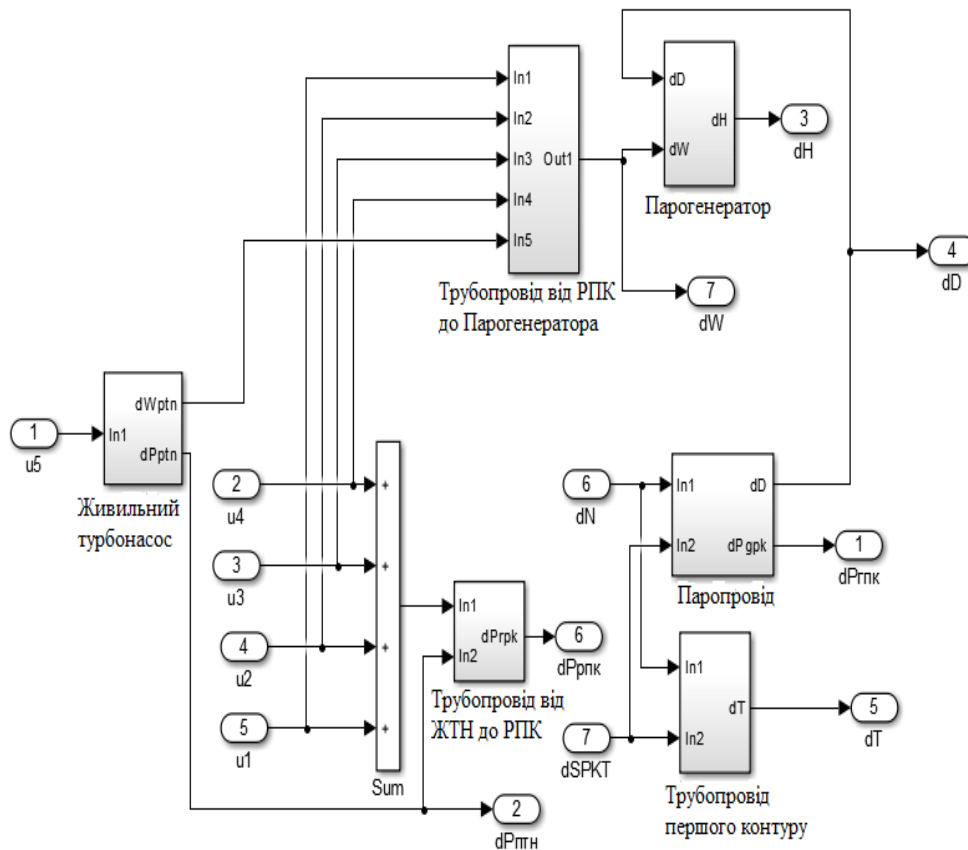 In1
In2
In3
In4
In5
Out1
Трубопровід від РПК
до Парогенератора
dD
dW
dH
Парогенератор
3
dH
4
dD
7
dW
1
u5
In1
dWptn
dPptn
Живильний
турбонасос
2
u4
3
u3
4
u2
5
u1
+
+
+
+
Sum
In1
In2
dPrpk
Трубопровід від
ЖТН до РПК
6
dPрпк
2
dPптн
6
dN
7
dSPKT
In1
In2
dD
dPgpk
Паропровід
1
dPгпк
In1
In2
dT
Трубопровід
першого контуру
5
dT